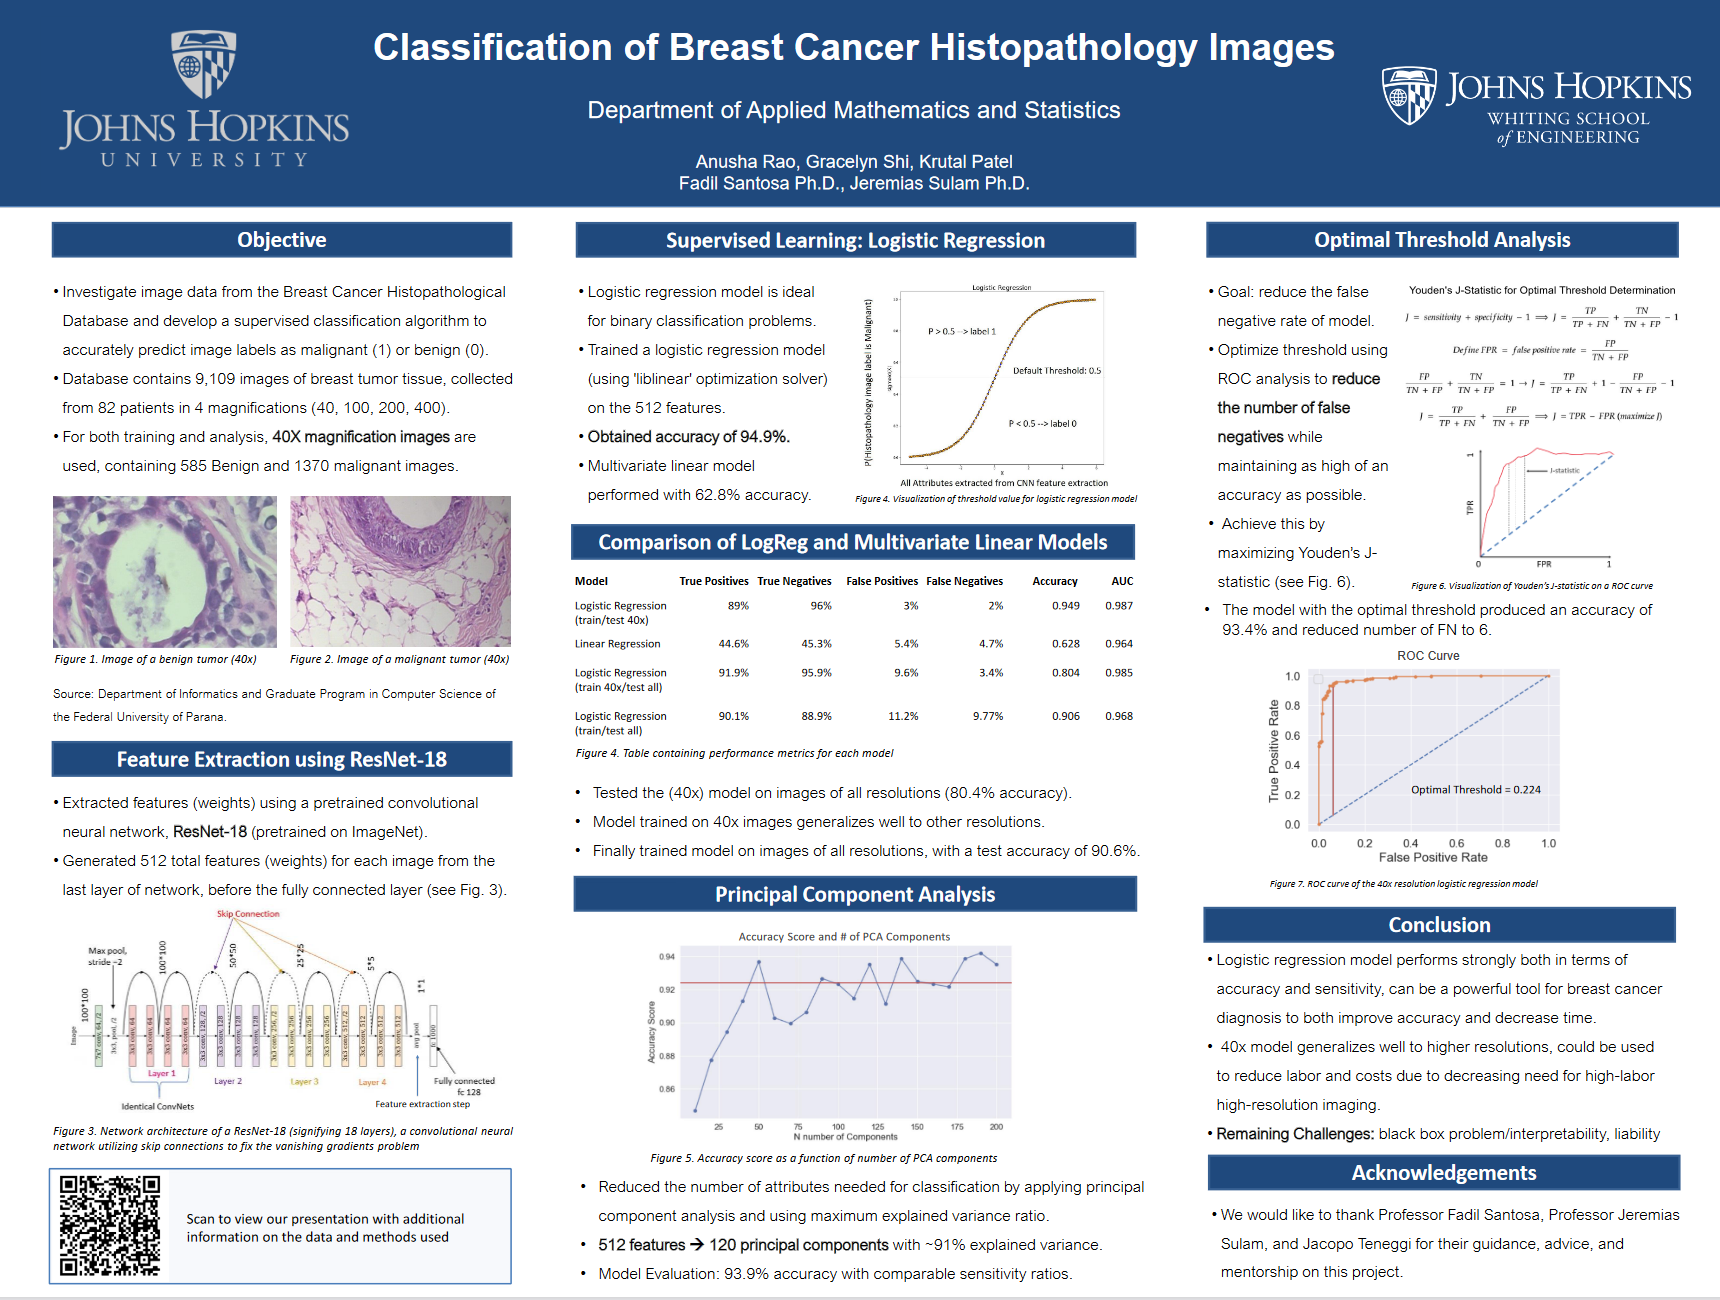 Classification of Breast Cancer Histopathology Images
JOHNS HOPKINS
UNIVERSITY
Department of Applied Mathematics and Statistics
Anusha Rao, Gracelyn Shi, Krutal Patel
Fadil Santosa Ph.D., Jeremias Sulam Ph.D.
JOHNS HOPKINS
WHITING SCHOOL
of ENGINEERING
Objective
• Investigate image data from the Breast Cancer Histopathological
Database and develop a supervised classification algorithm to
accurately predict image labels as malignant (1) or benign (0).
• Database contains 9,109 images of breast tumor tissue, collected
from 82 patients in 4 magnifications (40, 100, 200, 400).
• For both training and analysis, 40X magnification images are
used, containing 585 Benign and 1370 malignant images.
Figure 1. Image of a benign tumor (40x)
Figure 2. Image of a malignant tumor (40x)
Source: Department of Informatics and Graduate Program in Computer Science of
the Federal University of Parana.
Feature Extraction using ResNet-18
• Extracted features (weights) using a pretrained convolutional
neural network, ResNet-18 (pretrained on ImageNet).
• Generated 512 total features (weights) for each image from the
last layer of network, before the fully connected layer (see Fig. 3).
Skip Connection
Max pool,
stride =2
100*100
100*100
50*50
25*25
5*5
1*1
Image
7x7 conv, 64, /2
3x3, pool, /2
3x3 conv, 64
3x3 conv, 64
3x3 conv, 64
3x3 conv, 64
3x3 conv, 128, /2
3x3 conv, 128
3x3 conv, 128
3x3 conv, 128
3x3 conv, 256, /2
3x3 conv, 256
3x3 conv, 256
3x3 conv, 256
3x3 conv, 512, /2
3x3 conv, 512
3x3 conv, 512
3x3 conv, 512
avg pool
fc 1000
Layer 1
Layer 2
Layer 3
Layer 4
Fully connected
fc 128
Identical ConvNets
Feature extraction step
Figure 3. Network architecture of a ResNet-18 (signifying 18 layers), a convolutional neural
network utilizing skip connections to fix the vanishing gradients problem
Scan to view our presentation with additional
information on the data and methods used
Supervised Learning: Logistic Regression
• Logistic regression model is ideal
for binary classification problems.
• Trained a logistic regression model
(using 'liblinear' optimization solver)
on the 512 features.
• Obtained accuracy of 94.9%.
• Multivariate linear model
performed with 62.8% accuracy.
Logistic Regression
P(Histopathology image label is Malignant)
P > 0.5 --> label 1
Default Threshold: 0.5
P < 0.5 --> label 0
X
All Attributes extracted from CNN feature extraction
Figure 4. Visualization of threshold value for logistic regression model
Comparison of LogReg and Multivariate Linear Models
Model True Positives True Negatives False Positives False Negatives Accuracy AUC
Logistic Regression 89% 96% 3% 2% 0.949 0.987
(train/test 40x)
Linear Regression 44.6% 45.3% 5.4% 4.7% 0.628 0.964
Logistic Regression 91.9% 95.9% 9.6% 3.4% 0.804 0.985
(train 40x/test all)
Logistic Regression 90.1% 88.9% 11.2% 9.77% 0.906 0.968
(train/test all)
Figure 4. Table containing performance metrics for each model
• Tested the (40x) model on images of all resolutions (80.4% accuracy).
• Model trained on 40x images generalizes well to other resolutions.
• Finally trained model on images of all resolutions, with a test accuracy of 90.6%.
Principal Component Analysis
Accuracy Score and # of PCA Components
Accuracy Score
0.94
0.92
0.90
0.88
0.86
25 50 75 100 125 150 175 200
N number of Components
Figure 5. Accuracy score as a function of number of PCA components
• Reduced the number of attributes needed for classification by applying principal
component analysis and using maximum explained variance ratio.
• 512 features → 120 principal components with ~91% explained variance.
• Model Evaluation: 93.9% accuracy with comparable sensitivity ratios.
Optimal Threshold Analysis
• Goal: reduce the false
negative rate of model.
• Optimize threshold using
ROC analysis to reduce
the number of false
negatives while
maintaining as high of an
accuracy as possible.
• Achieve this by
maximizing Youden's J-
statistic (see Fig. 6).
Youden's J-Statistic for Optimal Threshold Determination
J = sensitivity + specificity − 1 ⟹ J = TP / (TP + FN) + TN / (TN + FP) − 1
Define FPR = false positive rate = FP / (TN + FP)
FP / (TN + FP) + TN / (TN + FP) = 1 → J = TP / (TP + FN) + 1 − FP / (TN + FP) − 1
J = TP / (TP + FN) + FP / (TN + FP) ⟹ J = TPR − FPR (maximize J)
1
TPR
J-statistic
0 FPR 1
Figure 6. Visualization of Youden's J-statistic on a ROC curve
• The model with the optimal threshold produced an accuracy of
93.4% and reduced number of FN to 6.
ROC Curve
True Positive Rate
1.0
0.8
0.6
0.4
0.2
0.0
Optimal Threshold = 0.224
0.0 0.2 0.4 0.6 0.8 1.0
False Positive Rate
Figure 7. ROC curve of the 40x resolution logistic regression model
Conclusion
• Logistic regression model performs strongly both in terms of
accuracy and sensitivity, can be a powerful tool for breast cancer
diagnosis to both improve accuracy and decrease time.
• 40x model generalizes well to higher resolutions, could be used
to reduce labor and costs due to decreasing need for high-labor
high-resolution imaging.
• Remaining Challenges: black box problem/interpretability, liability
Acknowledgements
• We would like to thank Professor Fadil Santosa, Professor Jeremias
Sulam, and Jacopo Teneggi for their guidance, advice, and
mentorship on this project.